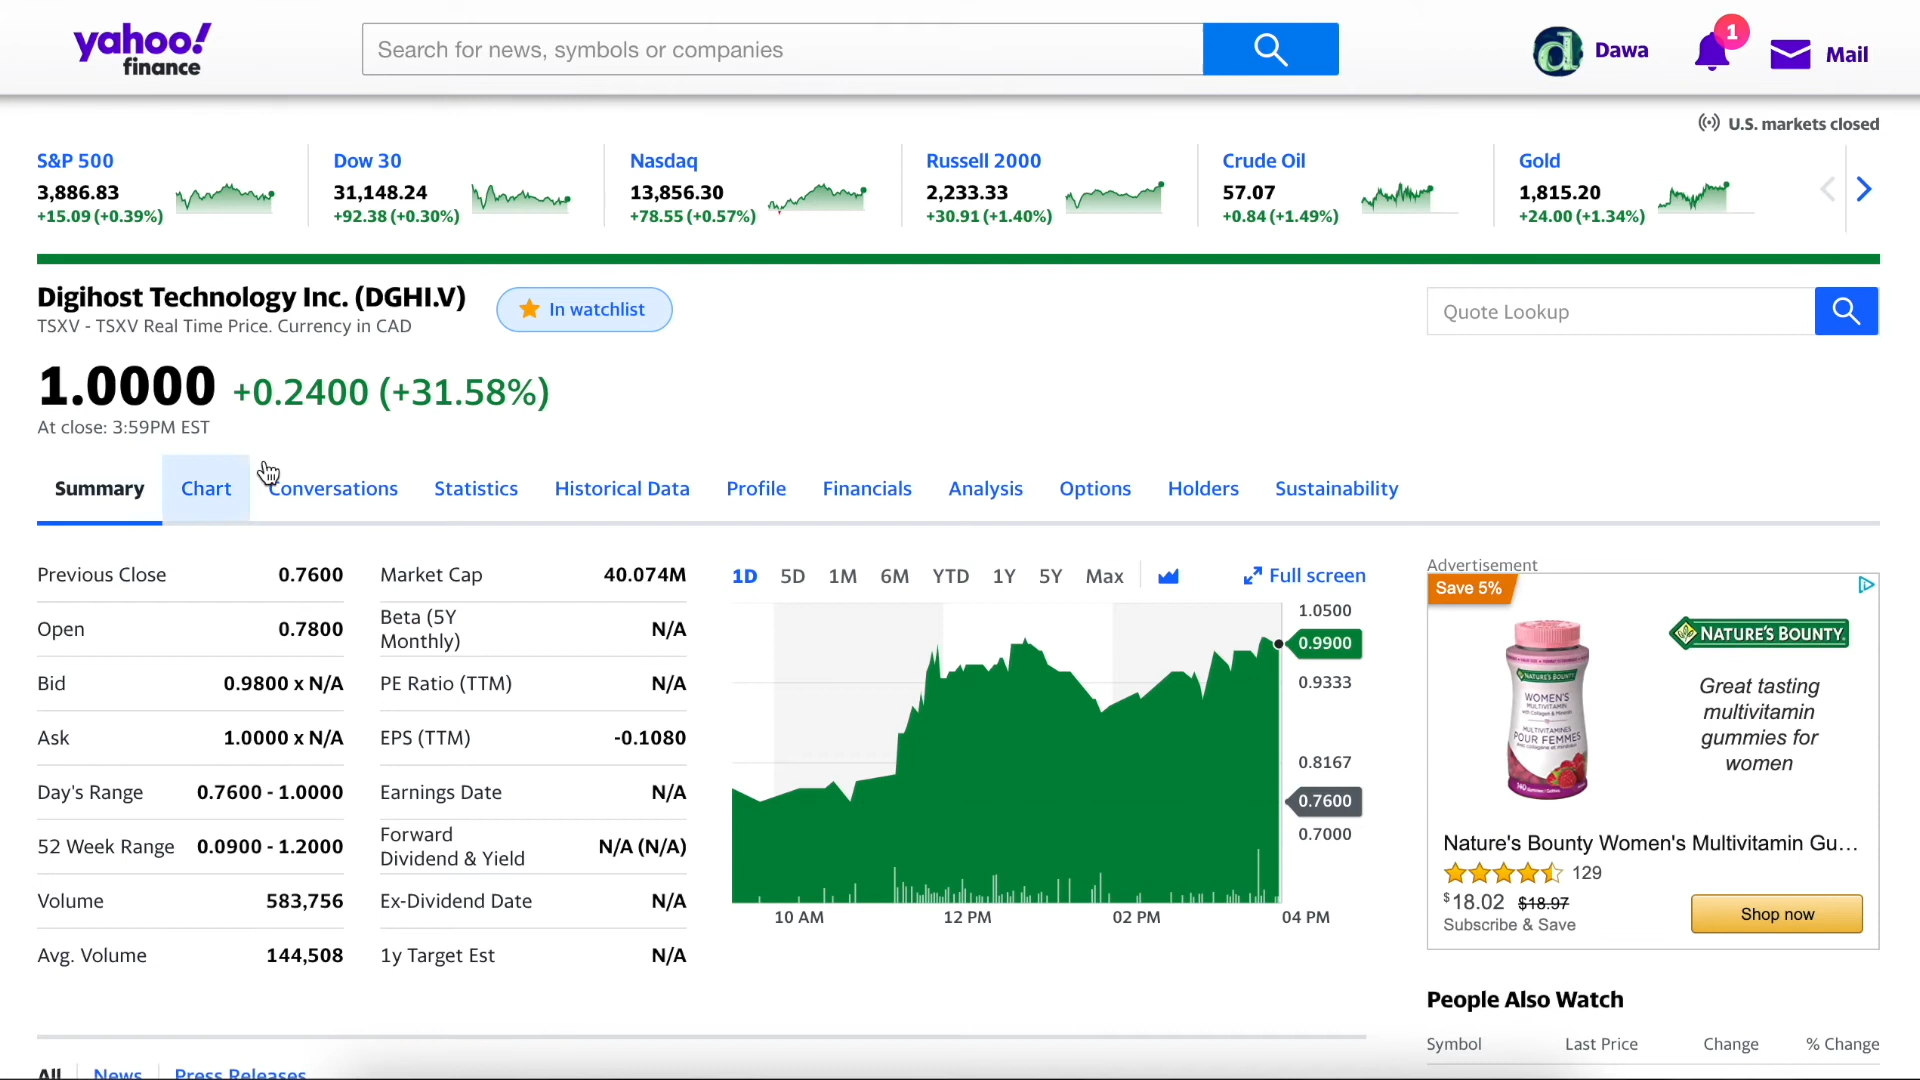 yahoo!
finance
Search for news, symbols or companies
Dawa
1
Mail
U.S. markets closed
S&P 500
3,886.83
+15.09 (+0.39%)
Dow 30
31,148.24
+92.38 (+0.30%)
Nasdaq
13,856.30
+78.55 (+0.57%)
Russell 2000
2,233.33
+30.91 (+1.40%)
Crude Oil
57.07
+0.84 (+1.49%)
Gold
1,815.20
+24.00 (+1.34%)
Digihost Technology Inc. (DGHI.V)
TSXV - TSXV Real Time Price. Currency in CAD
In watchlist
Quote Lookup
1.0000 +0.2400 (+31.58%)
At close: 3:59PM EST
Summary Chart Conversations Statistics Historical Data Profile Financials Analysis Options Holders Sustainability
Previous Close 0.7600
Open 0.7800
Bid 0.9800 x N/A
Ask 1.0000 x N/A
Day's Range 0.7600 - 1.0000
52 Week Range 0.0900 - 1.2000
Volume 583,756
Avg. Volume 144,508
Market Cap 40.074M
Beta (5Y
Monthly) N/A
PE Ratio (TTM) N/A
EPS (TTM) -0.1080
Earnings Date N/A
Forward
Dividend & Yield N/A (N/A)
Ex-Dividend Date N/A
1y Target Est N/A
1D 5D 1M 6M YTD 1Y 5Y Max Full screen
1.0500
0.9900
0.9333
0.8167
0.7600
0.7000
10 AM 12 PM 02 PM 04 PM
Advertisement
Save 5%
NATURE'S BOUNTY
NATURE'S BOUNTY
WOMEN'S
MULTIVITAMIN
MULTIVITAMINES
POUR FEMMES
Great tasting
multivitamin
gummies for
women
Nature's Bounty Women's Multivitamin Gu...
129
$18.02 $18.97
Subscribe & Save
Shop now
People Also Watch
Symbol Last Price Change % Change
All News Press Releases